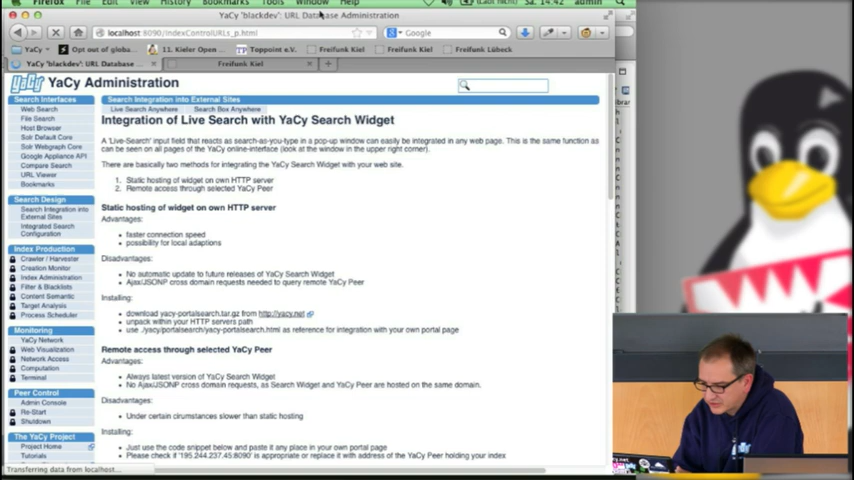 Firefox File Edit View History Bookmarks Tools Window Help (Lädt nicht) Sa. 14:42 admin
YaCy 'blackdev': URL Database Administration
localhost:8090/IndexControlURLs_p.html
Google
YaCy Opt out of globa... 11. Kieler Open ... Toppoint e.V. Freifunk Kiel Freifunk Kiel Freifunk Lübeck
YaCy 'blackdev': URL Database ... Freifunk Kiel
YaCy Administration
Search Interfaces
Web Search
File Search
Host Browser
Solr Default Core
Solr Webgraph Core
Google Appliance API
Compare Search
URL Viewer
Bookmarks
Search Design
Search Integration into
External Sites
Integrated Search
Configuration
Index Production
Crawler / Harvester
Creation Monitor
Index Administration
Filter & Blacklists
Content Semantic
Target Analysis
Process Scheduler
Monitoring
YaCy Network
Web Visualization
Network Access
Computation
Terminal
Peer Control
Admin Console
Re-Start
Shutdown
The YaCy Project
Project Home
Tutorials
Search Integration into External Sites
Live Search Anywhere Search Box Anywhere
Integration of Live Search with YaCy Search Widget
A 'Live-Search' input field that reacts as search-as-you-type in a pop-up window can easily be integrated in any web page. This is the same function as
can be seen on all pages of the YaCy online-interface (look at the window in the upper right corner).
There are basically two methods for integrating the YaCy Search Widget with your web site.
1. Static hosting of widget on own HTTP server
2. Remote access through selected YaCy Peer
Static hosting of widget on own HTTP server
Advantages:
faster connection speed
possibility for local adaptions
Disadvantages:
No automatic update to future releases of YaCy Search Widget
Ajax/JSONP cross domain requests needed to query remote YaCy Peer
Installing:
download yacy-portalsearch.tar.gz from http://yacy.net
unpack within your HTTP servers path
use ./yacy/portalsearch/yacy-portalsearch.html as reference for integration with your own portal page
Remote access through selected YaCy Peer
Advantages:
Always latest version of YaCy Search Widget
No Ajax/JSONP cross domain requests, as Search Widget and YaCy Peer are hosted on the same domain.
Disadvantages:
Under certain circumstances slower than static hosting
Installing:
Just use the code snippet below and paste it any place in your own portal page
Please check if '195.244.237.45:8090' is appropriate or replace it with address of the YaCy Peer holding your index
Transferring data from localhost...